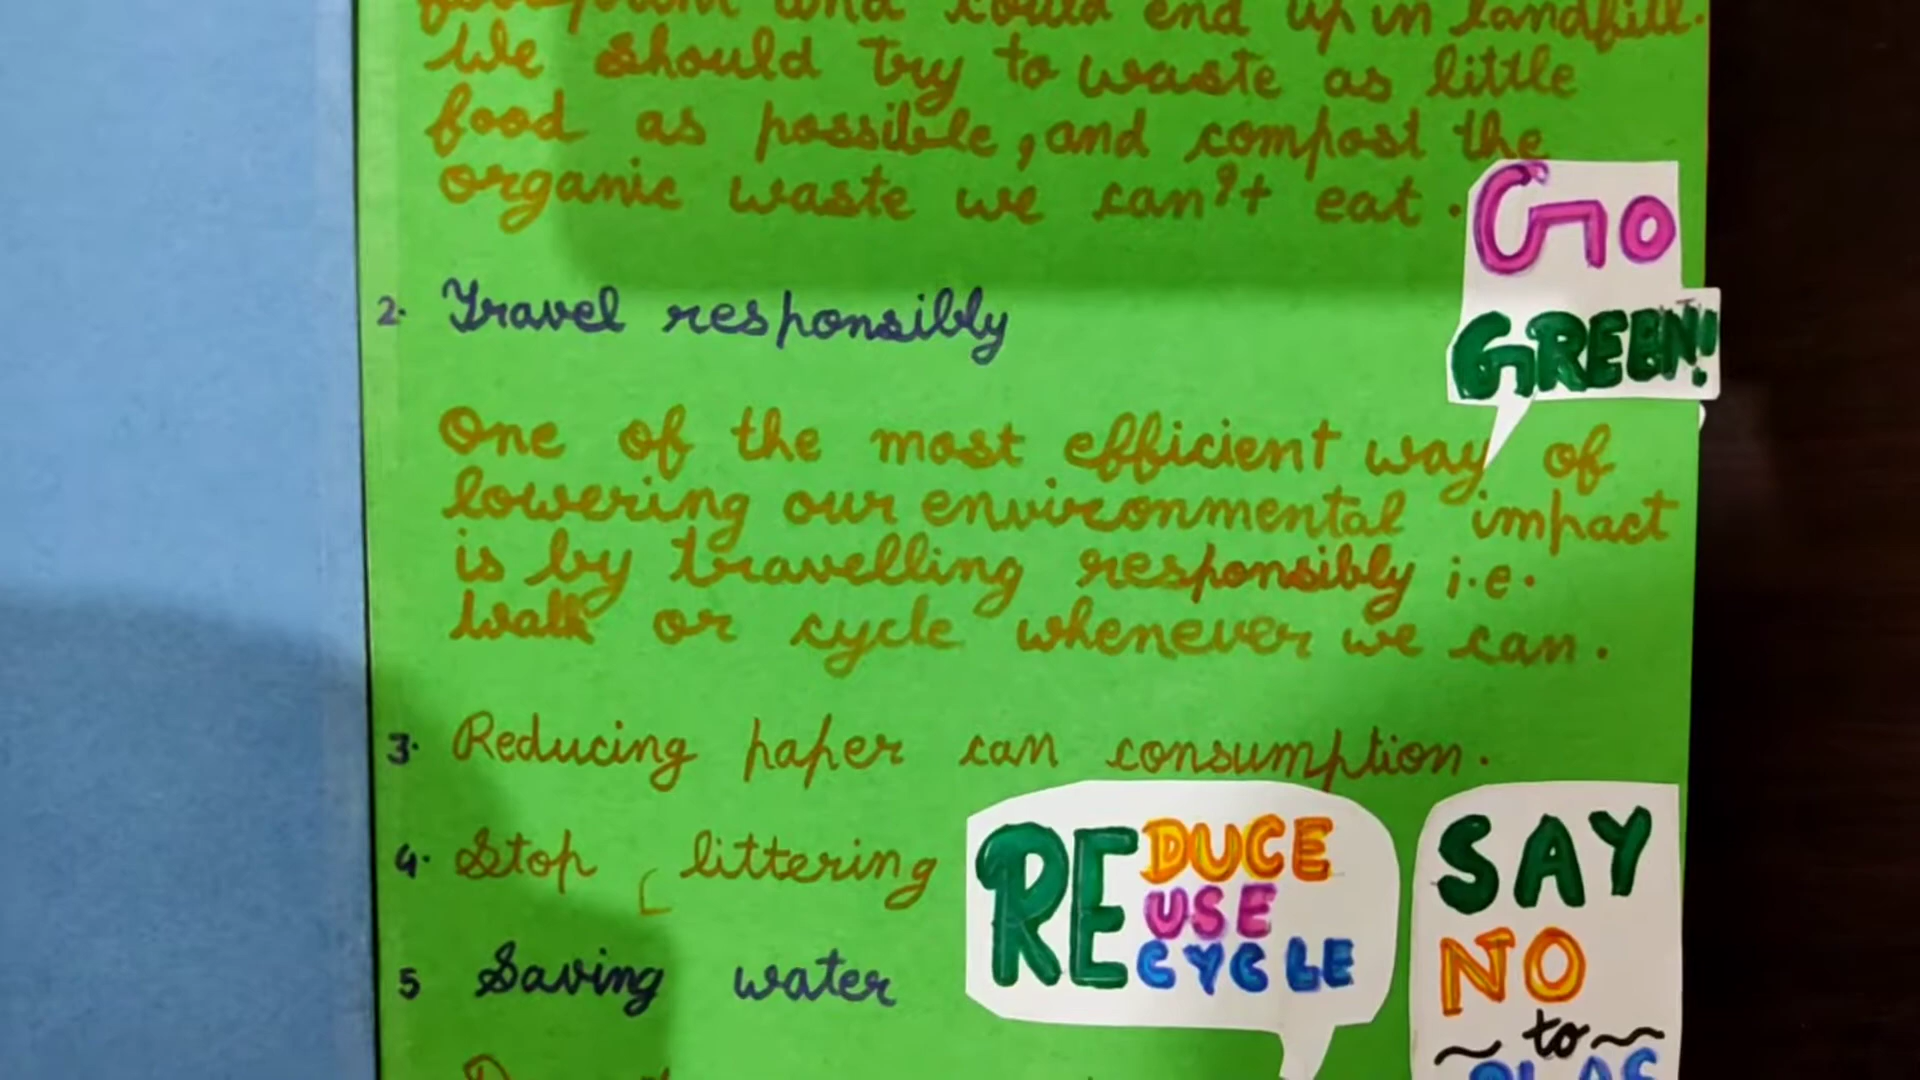 footprint and could end up in landfill.
We should try to waste as little
food as possible, and compost the
organic waste we can't eat.
GO
GREEN!
2. Travel responsibly
One of the most efficient way of
lowering our environmental impact
is by travelling responsibly i.e.
walk or cycle whenever we can.
3. Reducing paper can consumption.
4. Stop littering
5 Saving water
REDUCE
USE
CYCLE
SAY
NO
~to~
PLAS